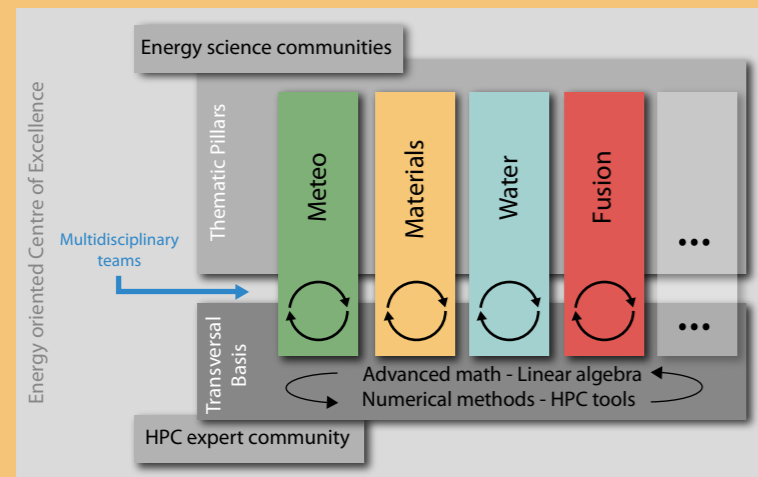 Energy oriented Centre of Excellence
Energy science communities
Thematic Pillars
Meteo
Materials
Water
Fusion
...
Multidisciplinary
teams
Transversal
Basis
...
Advanced math - Linear algebra
Numerical methods - HPC tools
HPC expert community